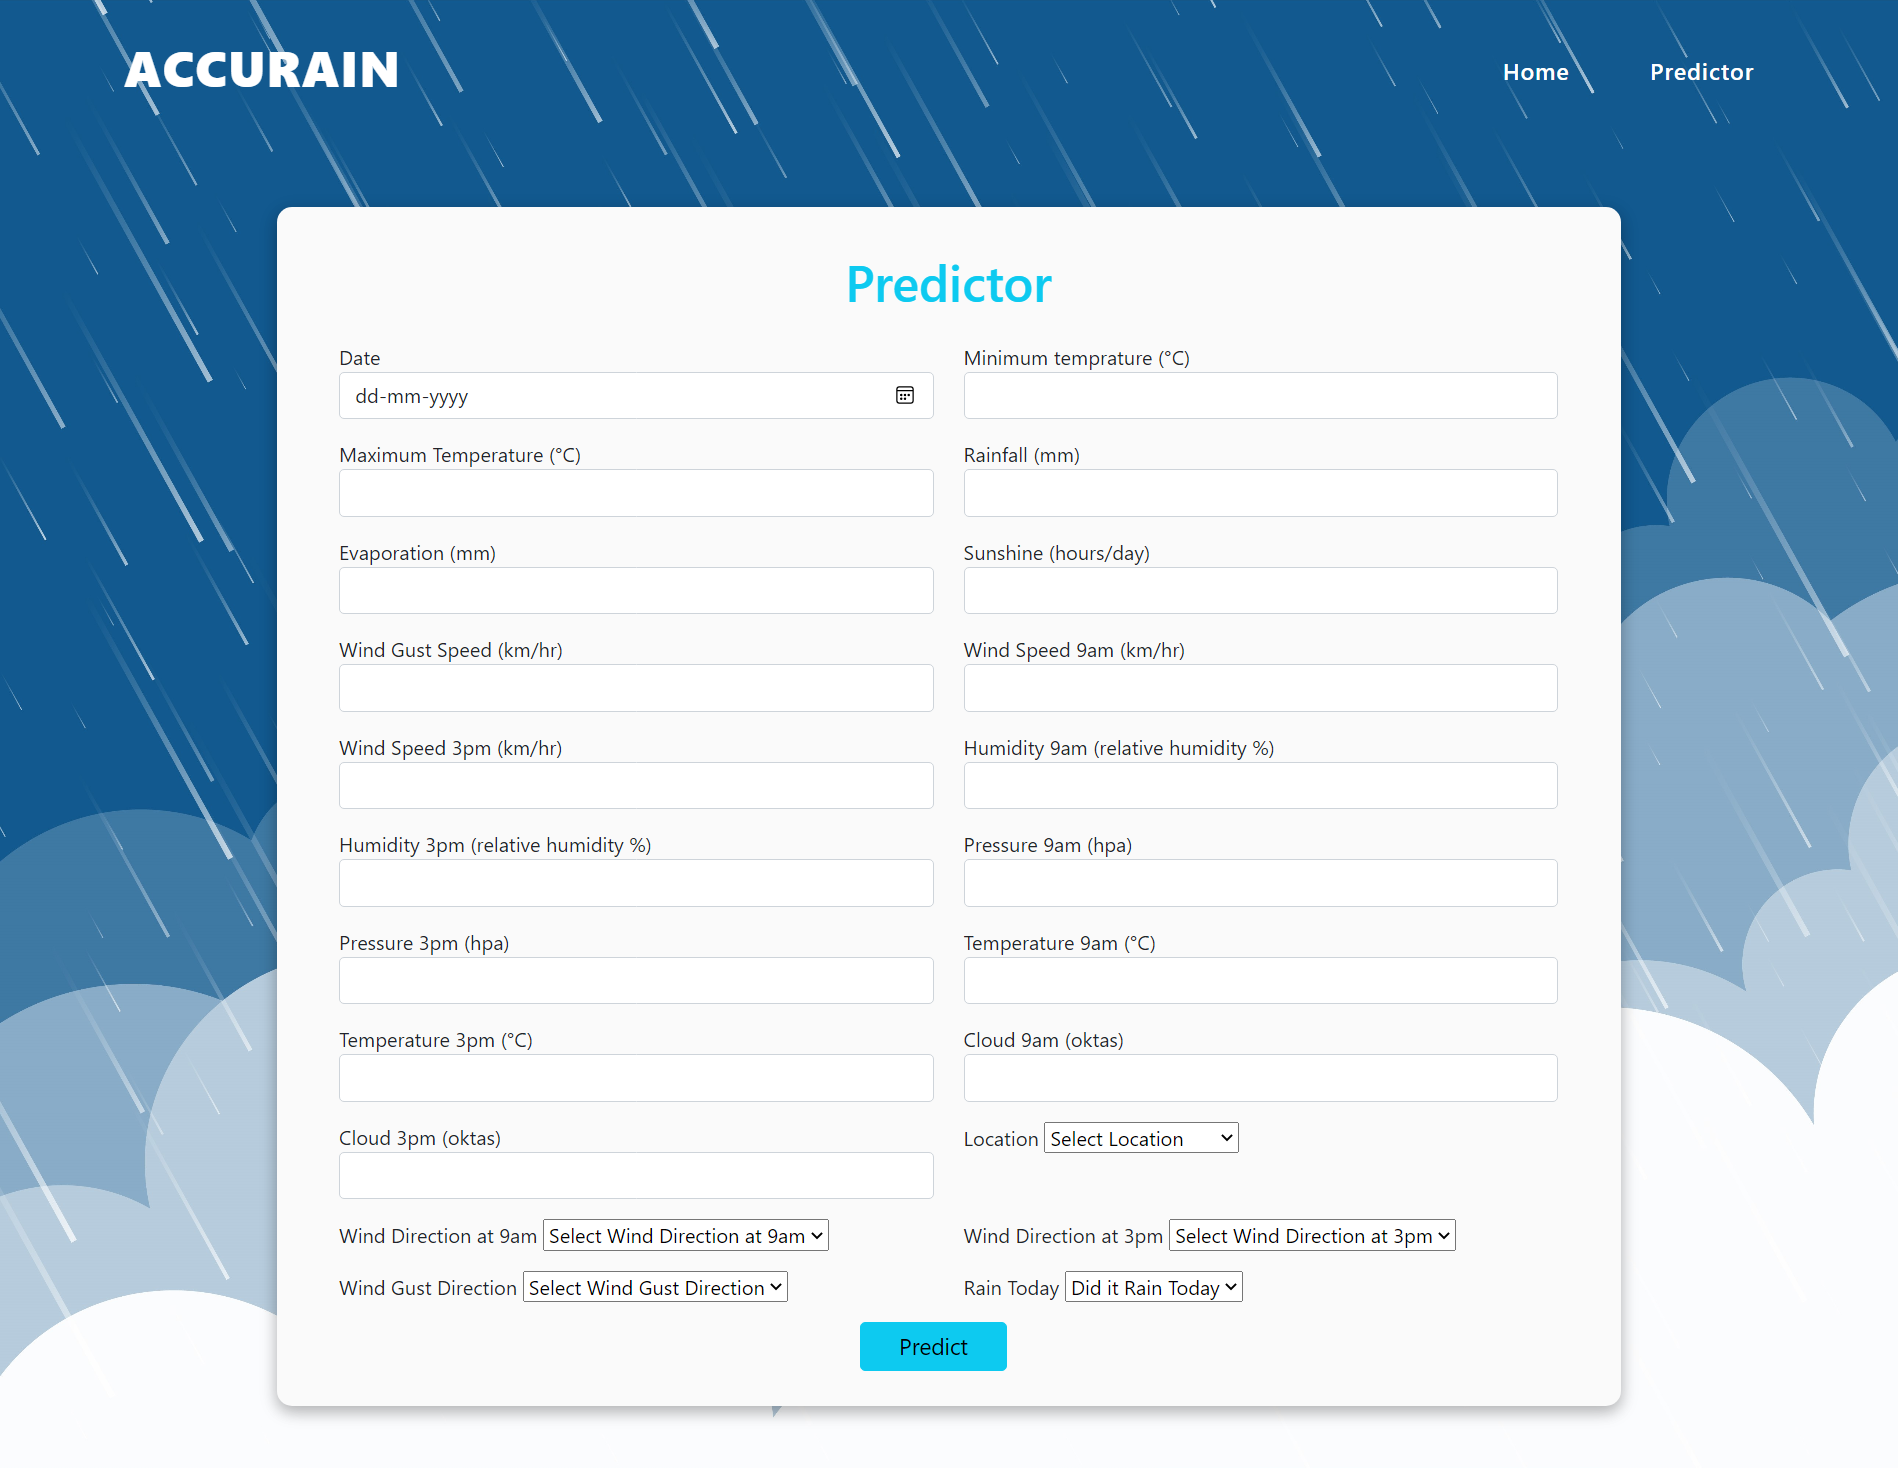 ACCURAIN
Home Predictor
Predictor
Date Minimum temprature (°C)
dd-mm-yyyy
Maximum Temperature (°C) Rainfall (mm)
Evaporation (mm) Sunshine (hours/day)
Wind Gust Speed (km/hr) Wind Speed 9am (km/hr)
Wind Speed 3pm (km/hr) Humidity 9am (relative humidity %)
Humidity 3pm (relative humidity %) Pressure 9am (hpa)
Pressure 3pm (hpa) Temperature 9am (°C)
Temperature 3pm (°C) Cloud 9am (oktas)
Cloud 3pm (oktas) Location Select Location
Wind Direction at 9am Select Wind Direction at 9am Wind Direction at 3pm Select Wind Direction at 3pm
Wind Gust Direction Select Wind Gust Direction Rain Today Did it Rain Today
Predict